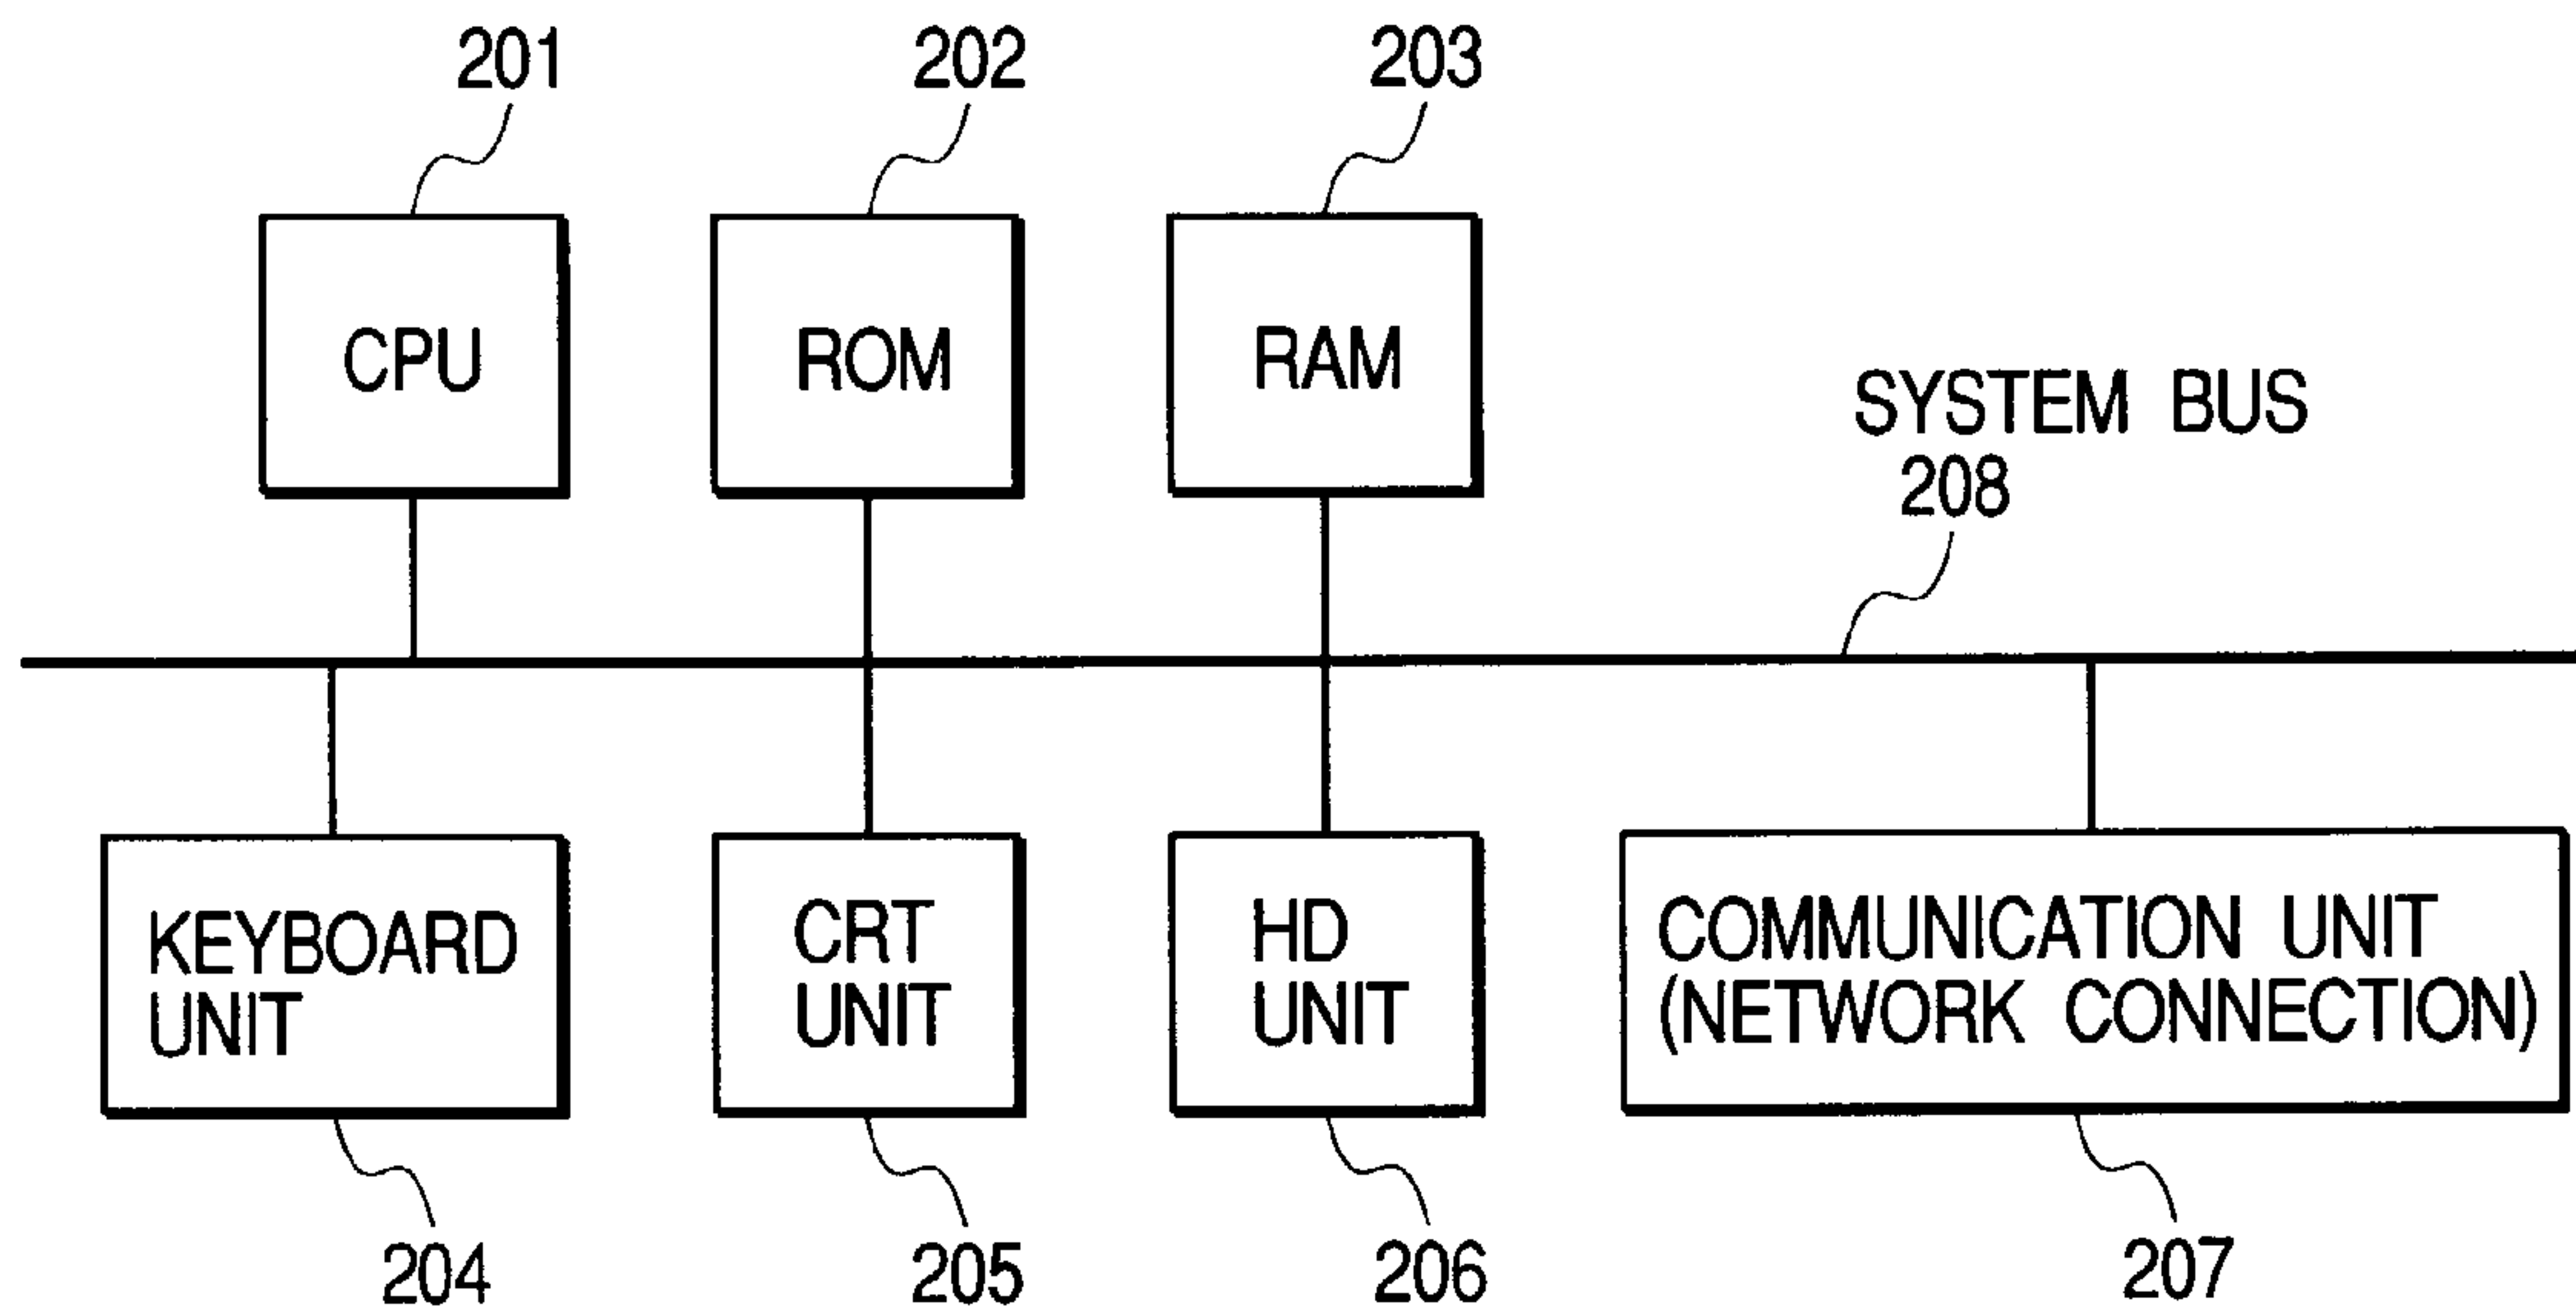 201
202
203
CPU
ROM
RAM
SYSTEM BUS
208
KEYBOARD
UNIT
CRT
UNIT
HD
UNIT
COMMUNICATION UNIT
(NETWORK CONNECTION)
204
205
206
207